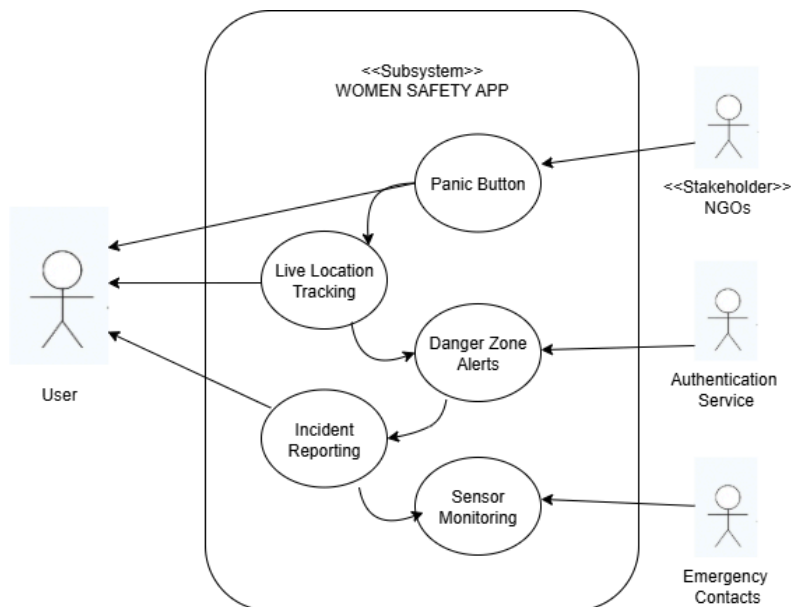 <<Subsystem>>
WOMEN SAFETY APP
Panic Button
<<Stakeholder>>
NGOs
Live Location
Tracking
Danger Zone
Alerts
Authentication
Service
User
Incident
Reporting
Sensor
Monitoring
Emergency
Contacts